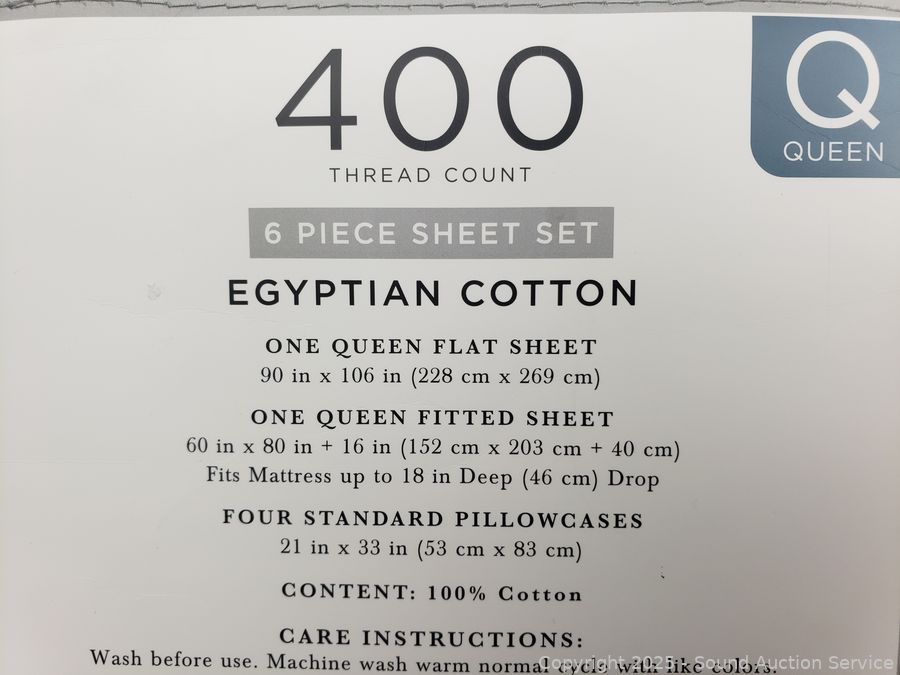 400
THREAD COUNT
Q
QUEEN
6 PIECE SHEET SET
EGYPTIAN COTTON
ONE QUEEN FLAT SHEET
90 in x 106 in (228 cm x 269 cm)
ONE QUEEN FITTED SHEET
60 in x 80 in + 16 in (152 cm x 203 cm + 40 cm)
Fits Mattress up to 18 in Deep (46 cm) Drop
FOUR STANDARD PILLOWCASES
21 in x 33 in (53 cm x 83 cm)
CONTENT: 100% Cotton
CARE INSTRUCTIONS:
Wash before use. Machine wash warm normal cycle with like colors.
Copyright 2025 - Sound Auction Service